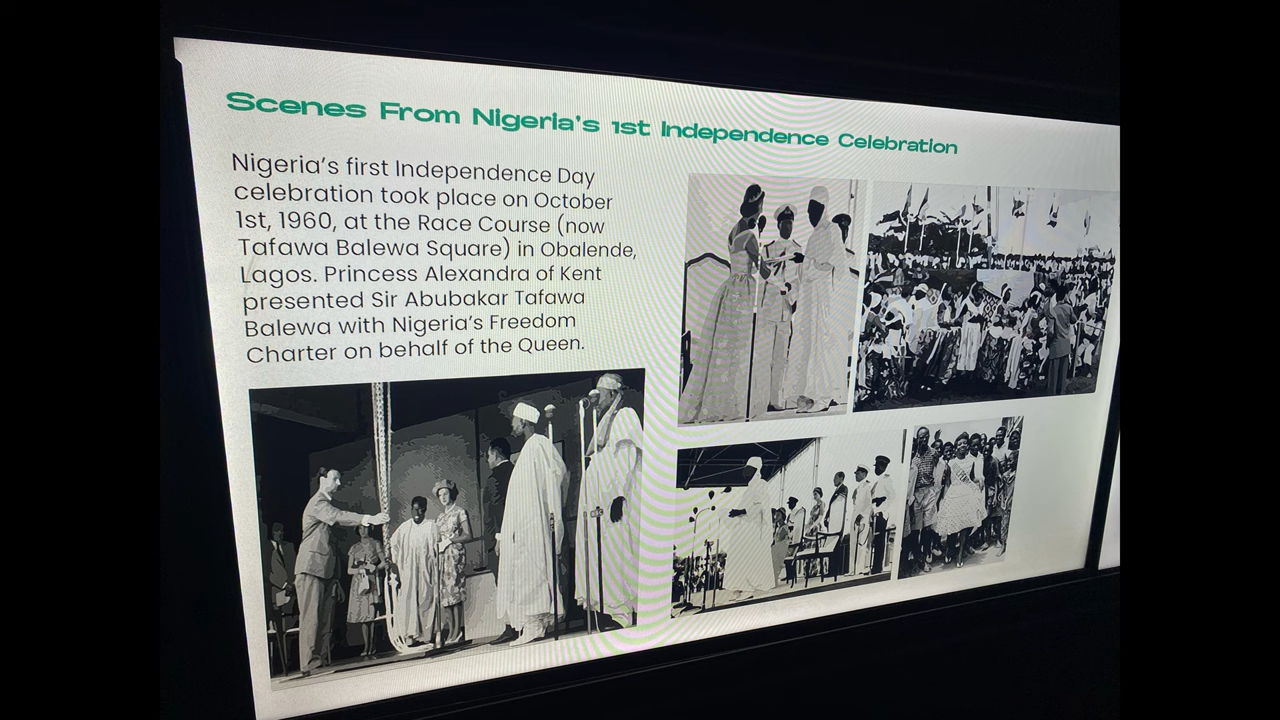 Scenes From Nigeria's 1st Independence Celebration
Nigeria's first Independence Day
celebration took place on October
1st, 1960, at the Race Course (now
Tafawa Balewa Square) in Obalende,
Lagos. Princess Alexandra of Kent
presented Sir Abubakar Tafawa
Balewa with Nigeria's Freedom
Charter on behalf of the Queen.